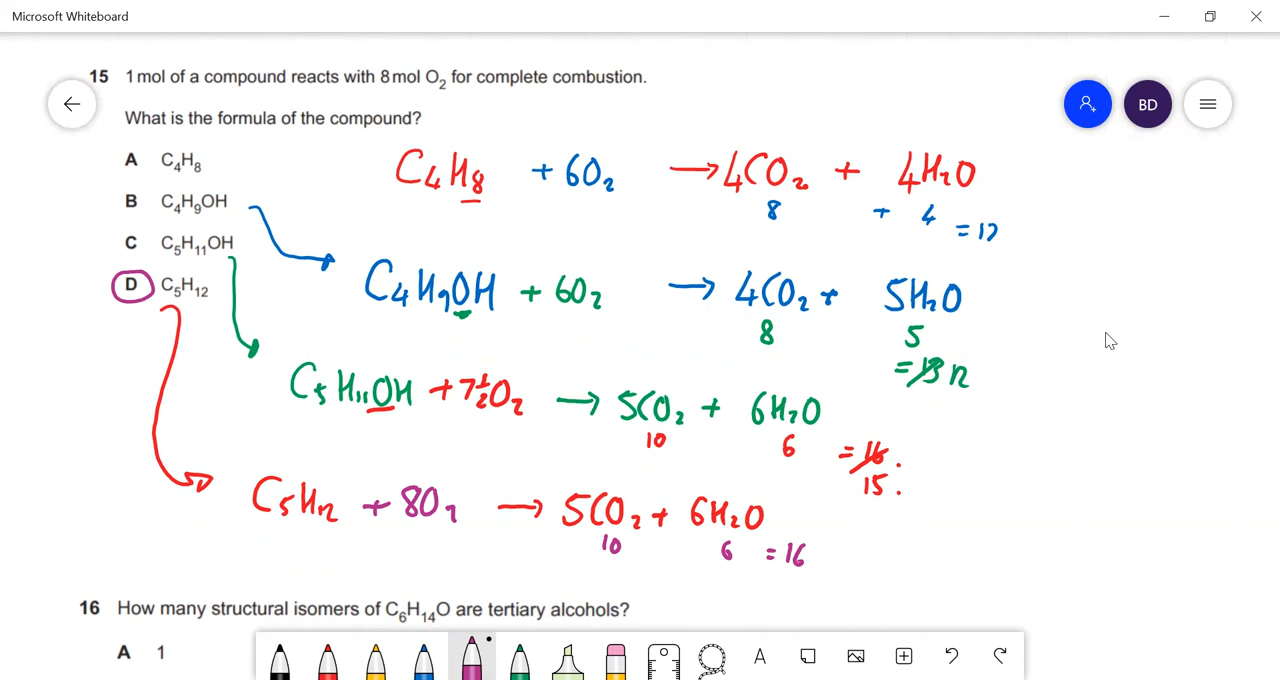 Microsoft Whiteboard
15 1 mol of a compound reacts with 8 mol O₂ for complete combustion.
BD
What is the formula of the compound?
A C₄H₈
C₄H₈ + 6O₂ → 4CO₂ + 4H₂O
8 + 4 = 12
B C₄H₉OH
C₄H₉OH + 6O₂ → 4CO₂ + 5H₂O
8 5
= 13 12
C C₅H₁₁OH
C₅H₁₁OH + 7½O₂ → 5CO₂ + 6H₂O
10 6 = 16
15
D C₅H₁₂
C₅H₁₂ + 8O₂ → 5CO₂ + 6H₂O
10 6 = 16
16 How many structural isomers of C₆H₁₄O are tertiary alcohols?
A 1
A